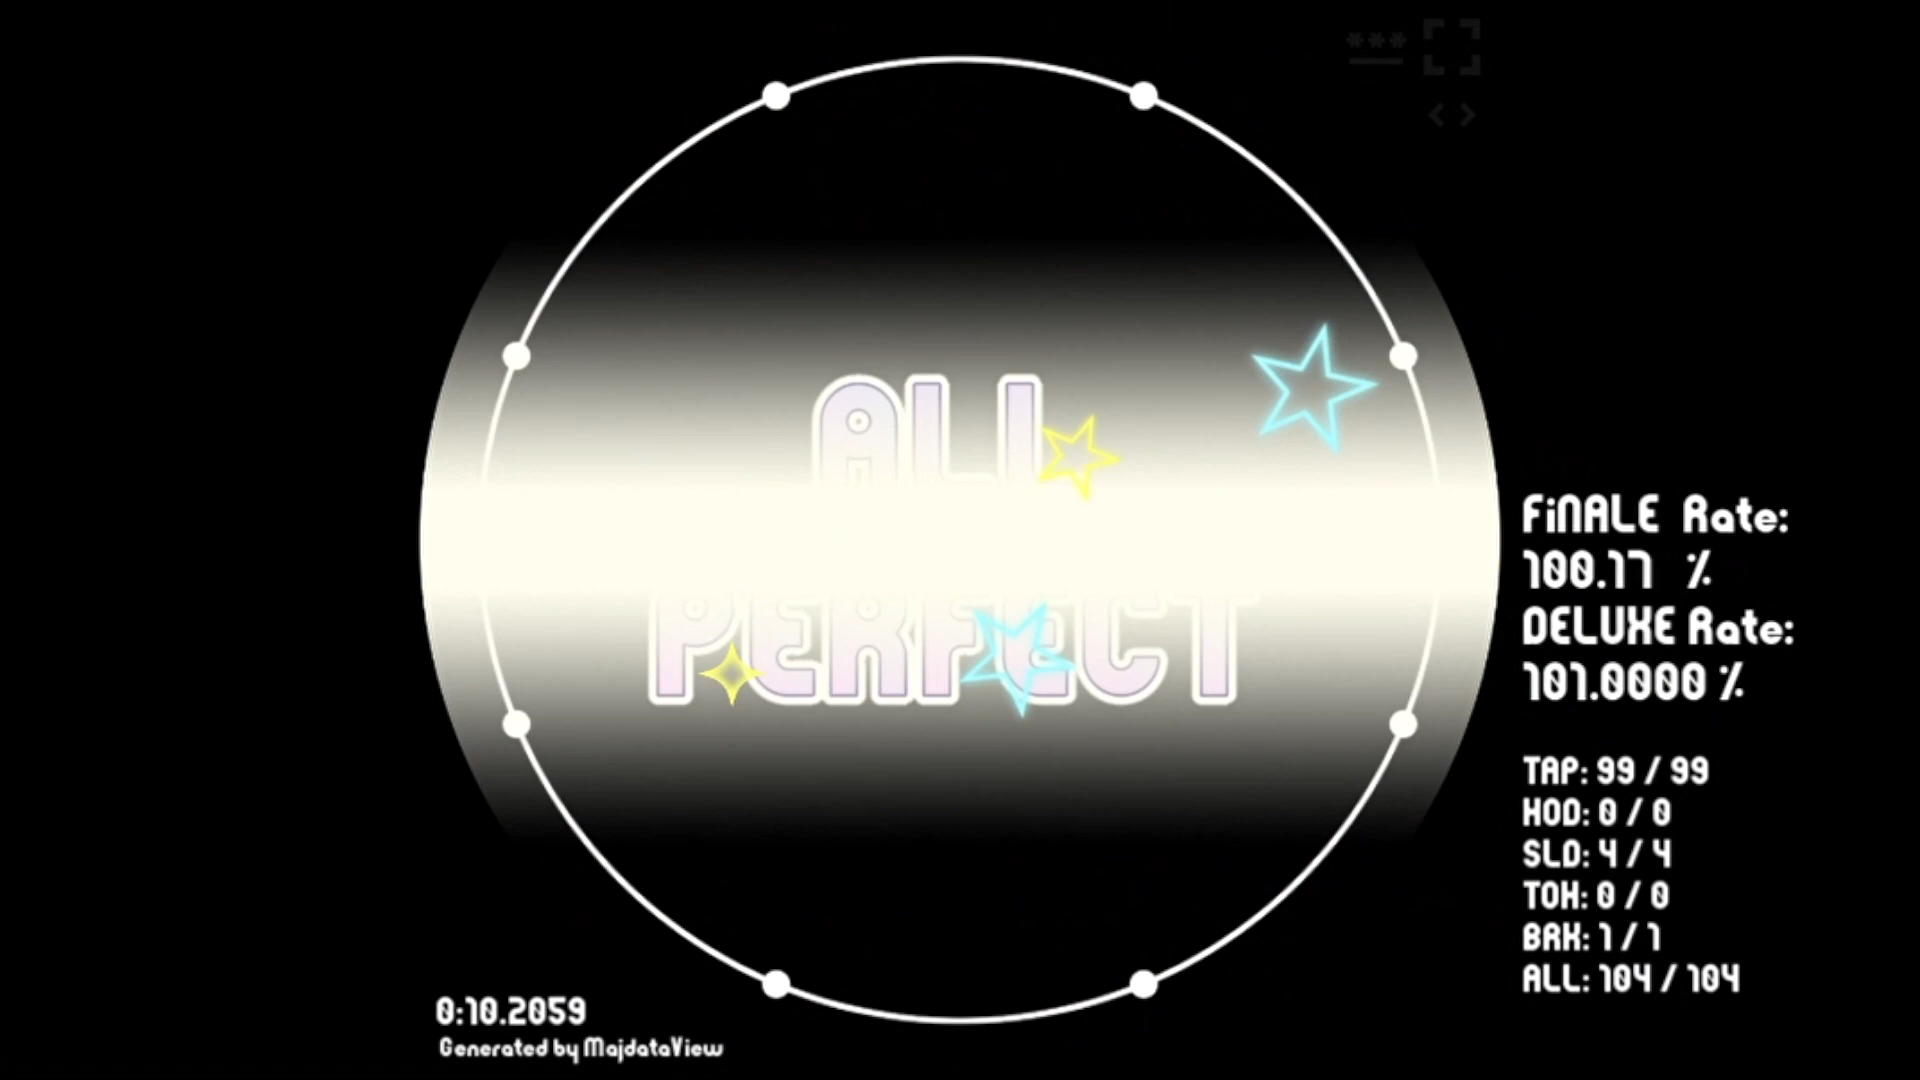 ***
< >
ALL
PERFECT
FiNALE Rate:
100.17 %
DELUXE Rate:
101.0000 %
TAP: 99 / 99
HOD: 0 / 0
SLD: 4 / 4
TOH: 0 / 0
BRK: 1 / 1
ALL: 104 / 104
0:10.2059
Generated by MajdataView